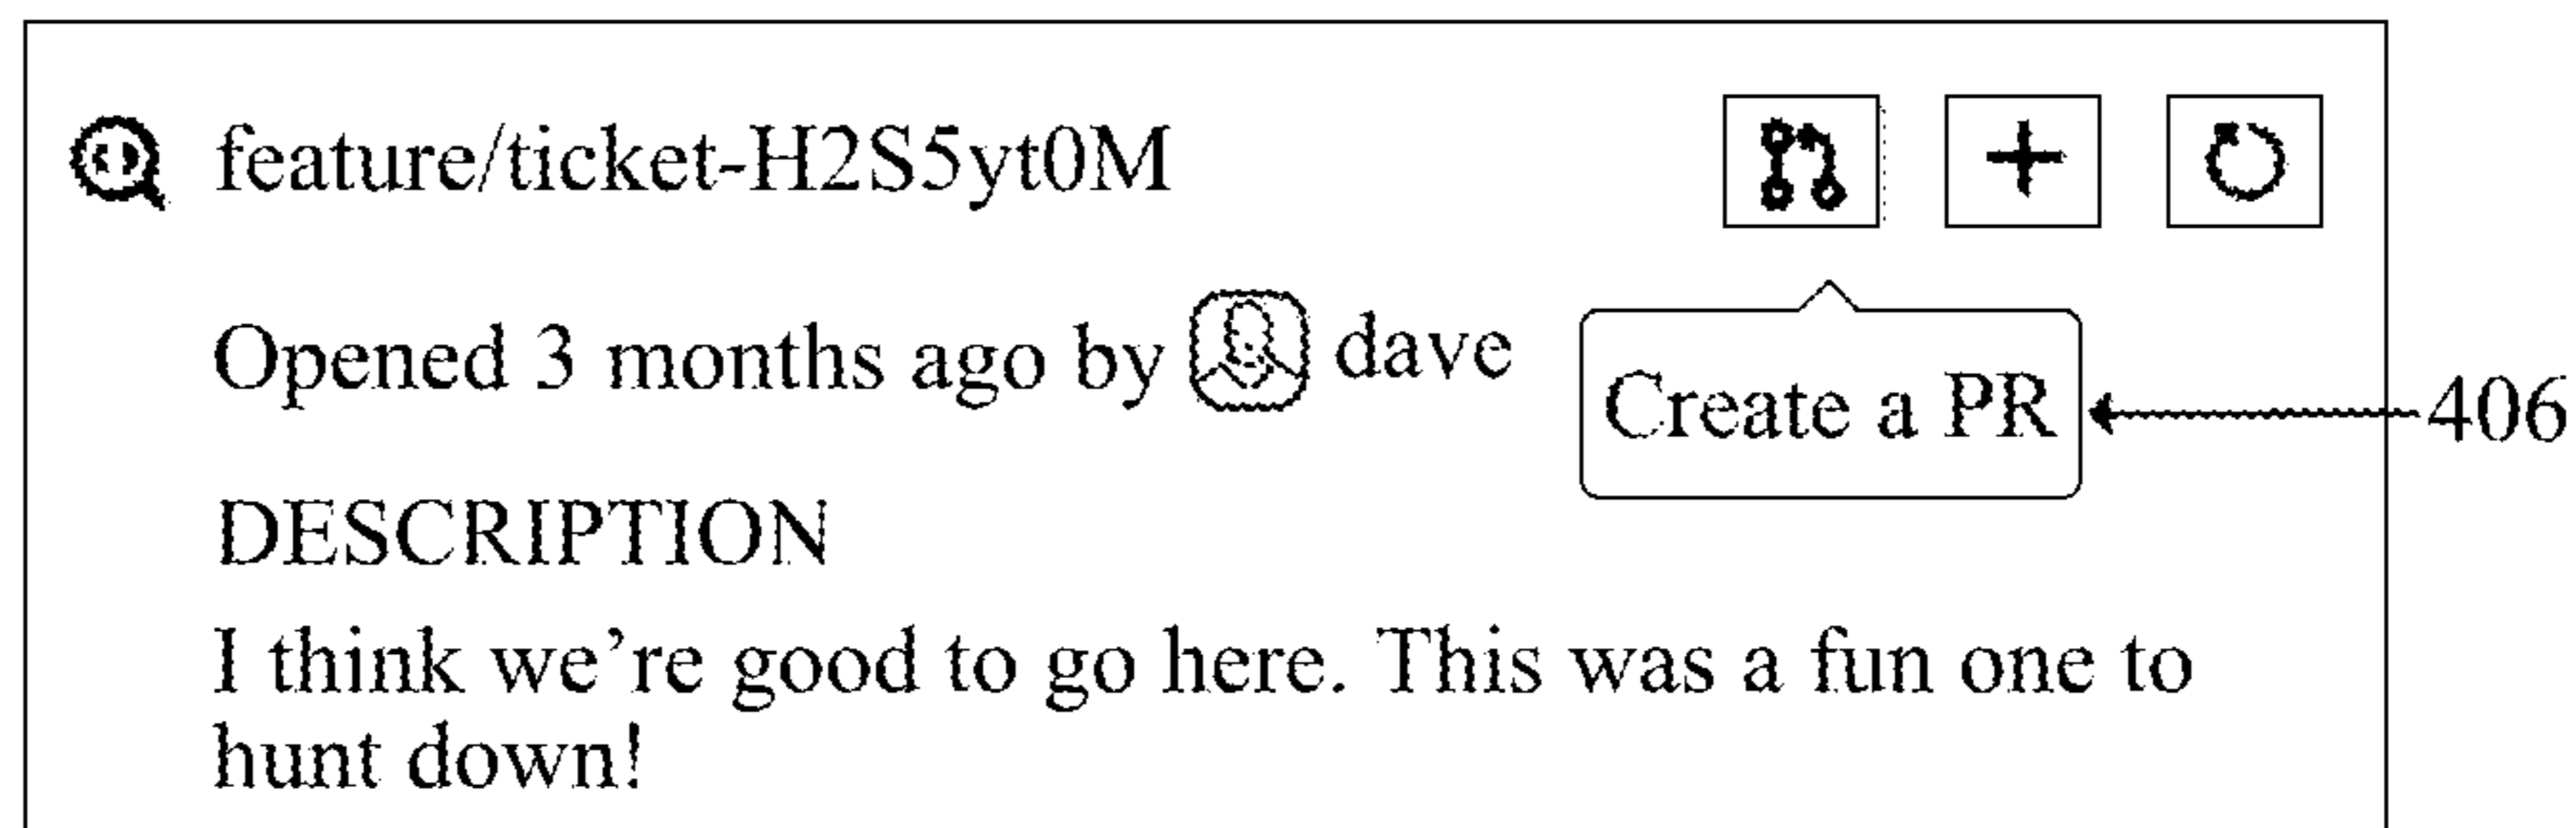 feature/ticket-H2S5yt0M
Opened 3 months ago by dave
Create a PR
406
DESCRIPTION
I think we’re good to go here. This was a fun one to
hunt down!